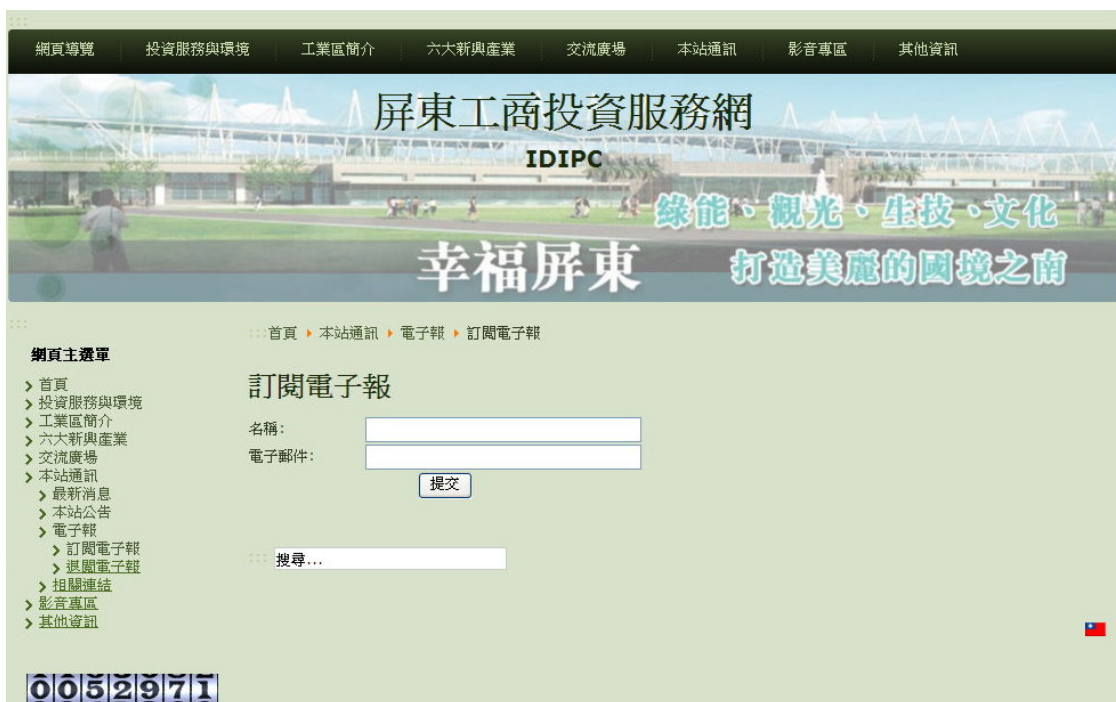 網頁導覽 投資服務與環境 工業區簡介 六大新興產業 交流廣場 本站通訊 影音專區 其他資訊
屏東工商投資服務網
IDIPC
綠能、觀光、生技、文化
幸福屏東 打造美麗的國境之南
:::首頁 本站通訊 電子報 訂閱電子報
網頁主選單
首頁
投資服務與環境
工業區簡介
六大新興產業
交流廣場
本站通訊
最新消息
本站公告
電子報
訂閱電子報
退閱電子報
相關連結
影音專區
其他資訊
0052971
訂閱電子報
名稱:
電子郵件:
提交
::: 搜尋...